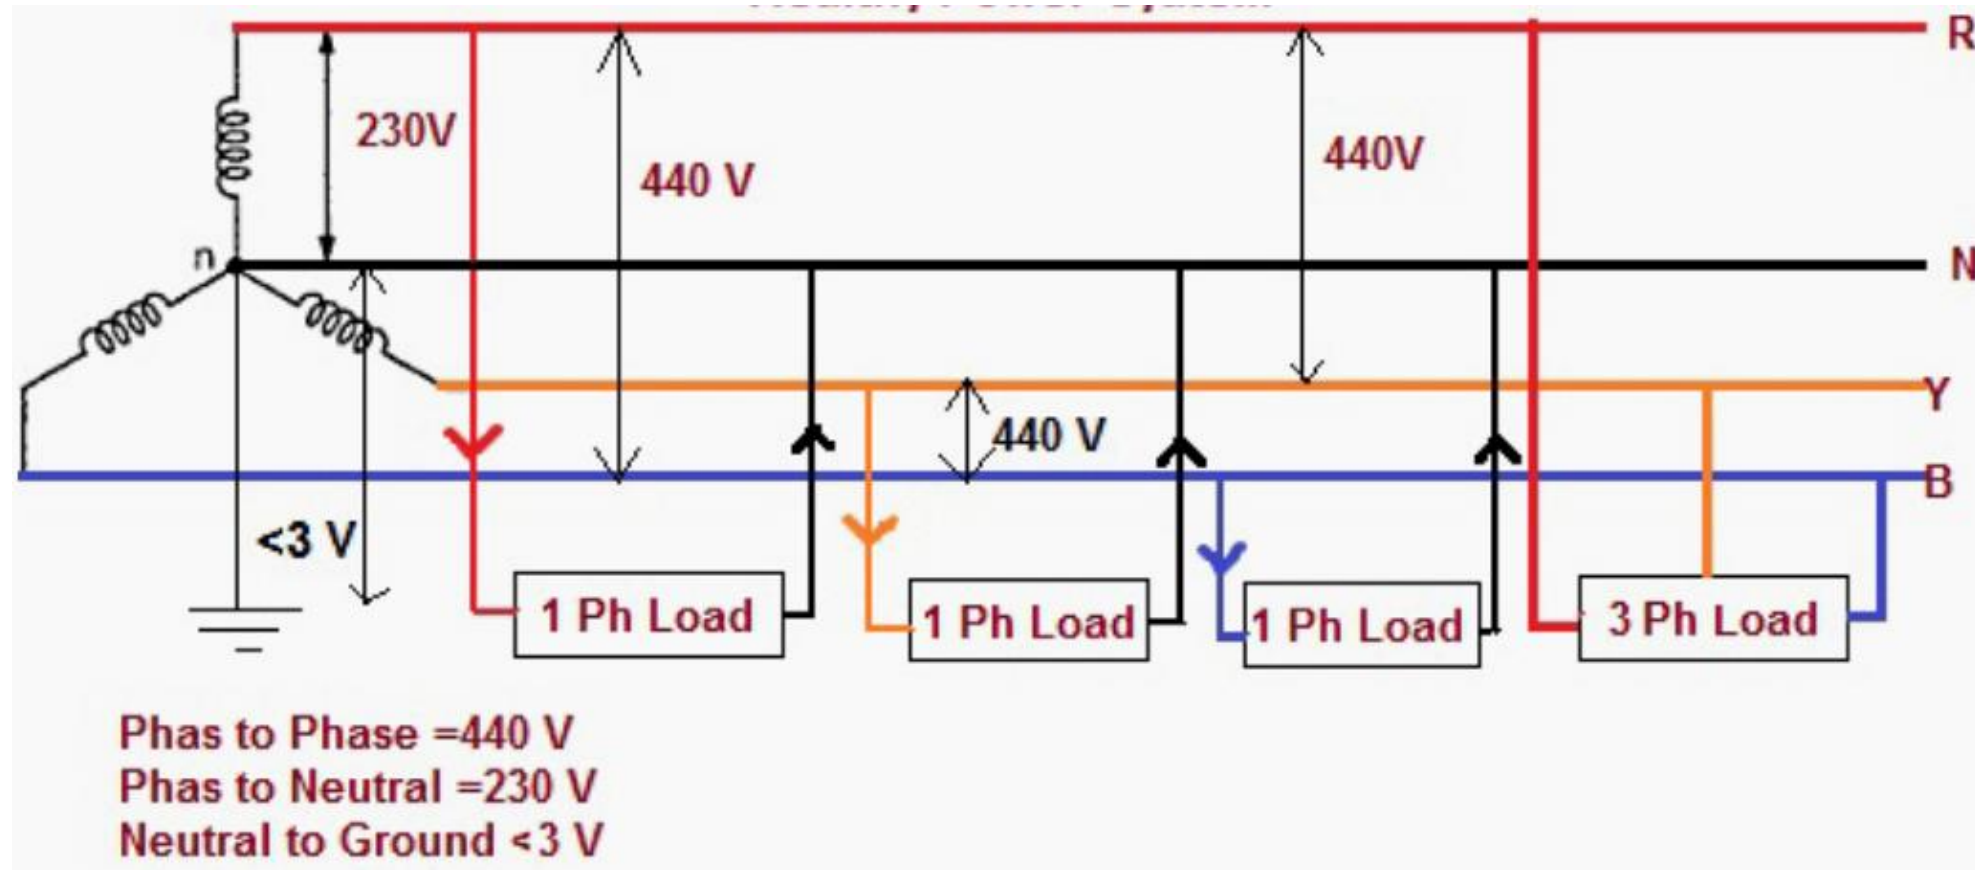 R
230V
440 V
440V
n
N
Y
440 V
B
<3 V
1 Ph Load
1 Ph Load
1 Ph Load
3 Ph Load
Phas to Phase =440 V
Phas to Neutral =230 V
Neutral to Ground <3 V